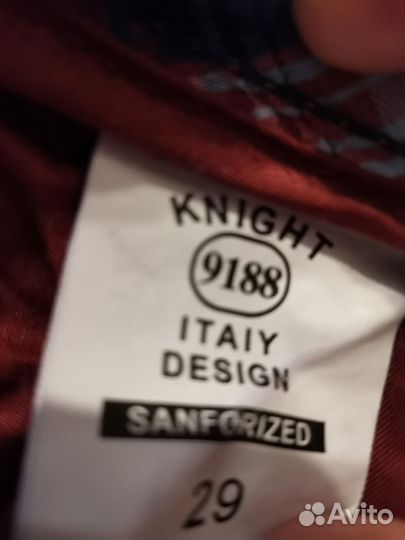 KNIGHT
9188
ITAIY
DESIGN
SANFORIZED
29
Avito